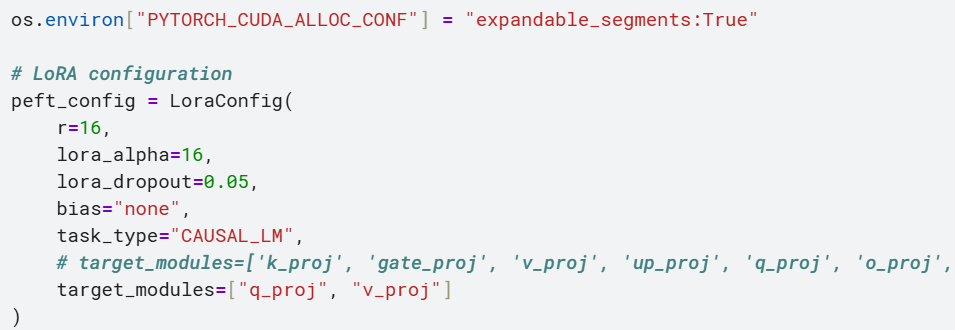 os.environ["PYTORCH_CUDA_ALLOC_CONF"] = "expandable_segments:True"
# LoRA configuration
peft_config = LoraConfig(
    r=16,
    lora_alpha=16,
    lora_dropout=0.05,
    bias="none",
    task_type="CAUSAL_LM",
    # target_modules=['k_proj', 'gate_proj', 'v_proj', 'up_proj', 'q_proj', 'o_proj',
    target_modules=["q_proj", "v_proj"]
)